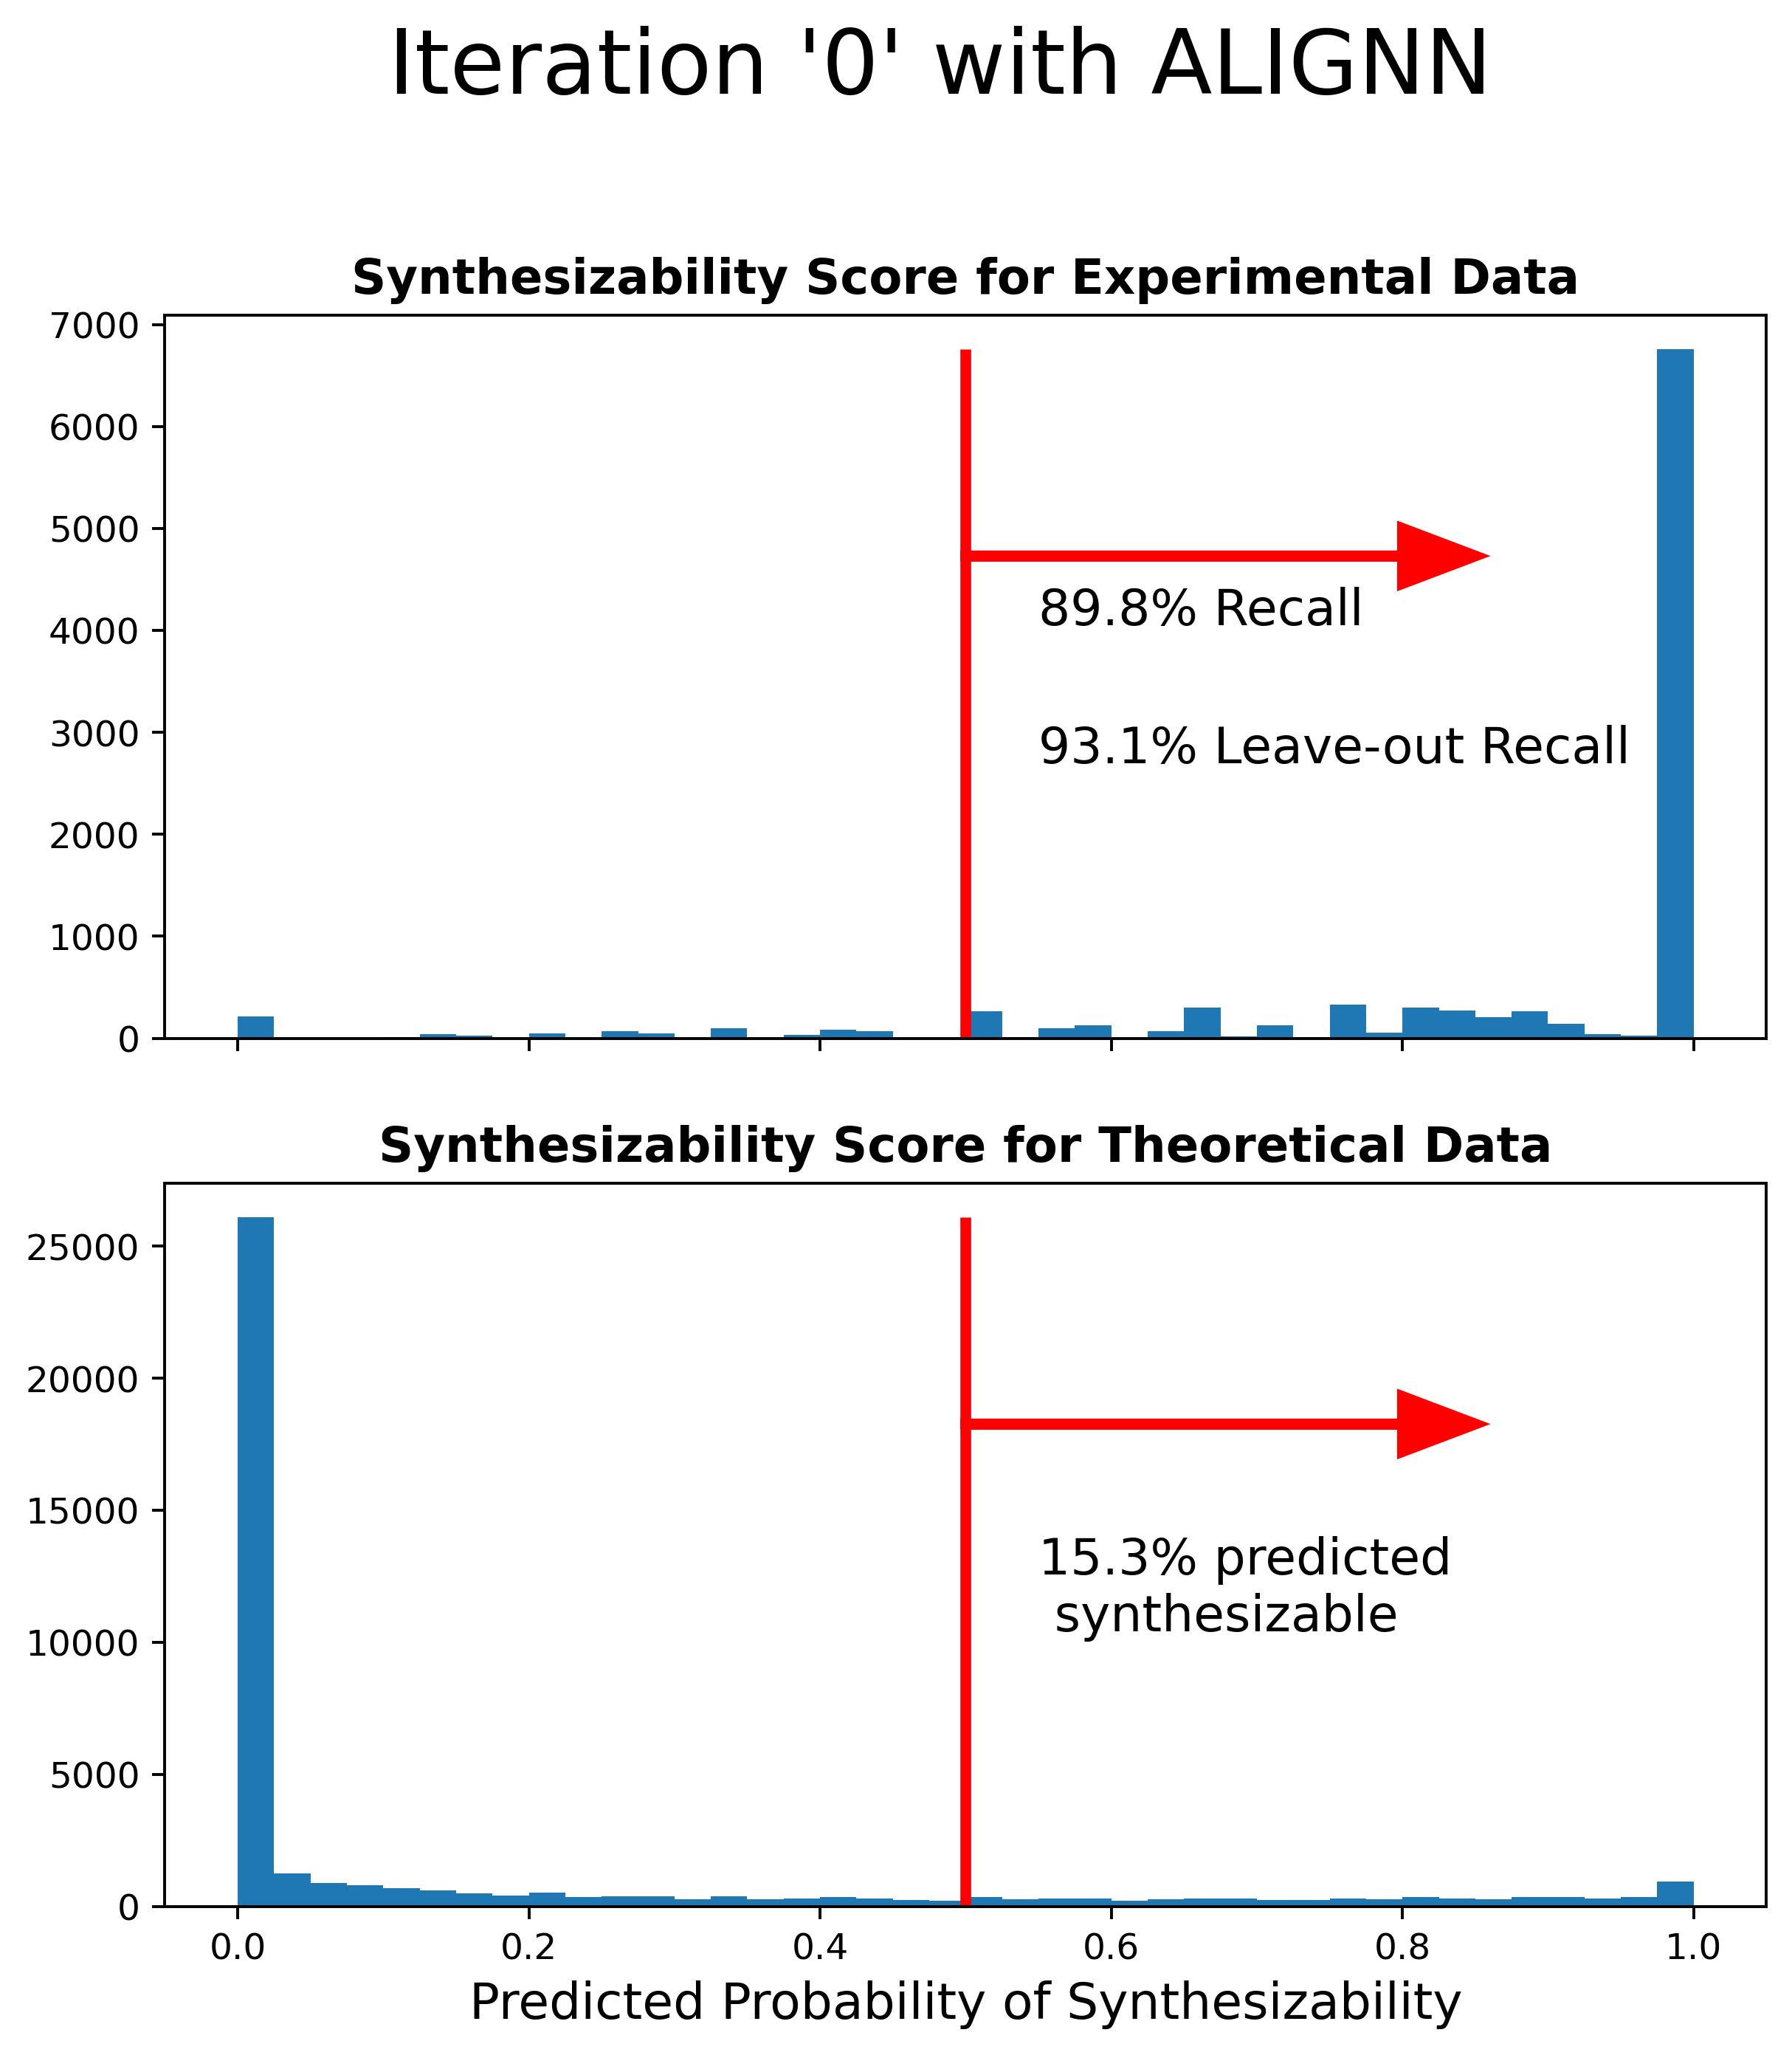 Iteration '0' with ALIGNN
Synthesizability Score for Experimental Data
7000
6000
5000
4000
3000
2000
1000
0
89.8% Recall
93.1% Leave-out Recall
Synthesizability Score for Theoretical Data
25000
20000
15000
10000
5000
0
15.3% predicted
synthesizable
0.0 0.2 0.4 0.6 0.8 1.0
Predicted Probability of Synthesizability